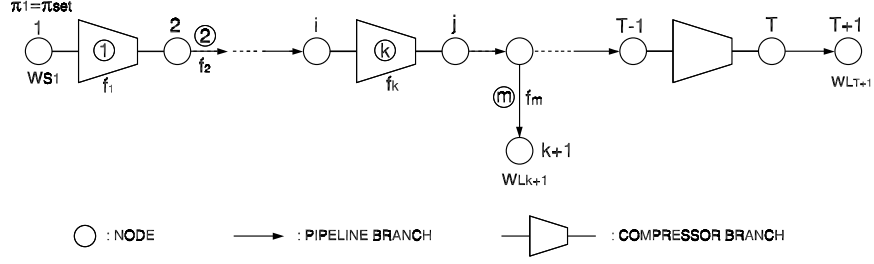 π1=πset
1 2 ② i j T-1 T T+1
① ⓚ
WS1 f1 f2 fk ⓜ fm WLT+1
k+1
WLk+1
: NODE : PIPELINE BRANCH : COMPRESSOR BRANCH